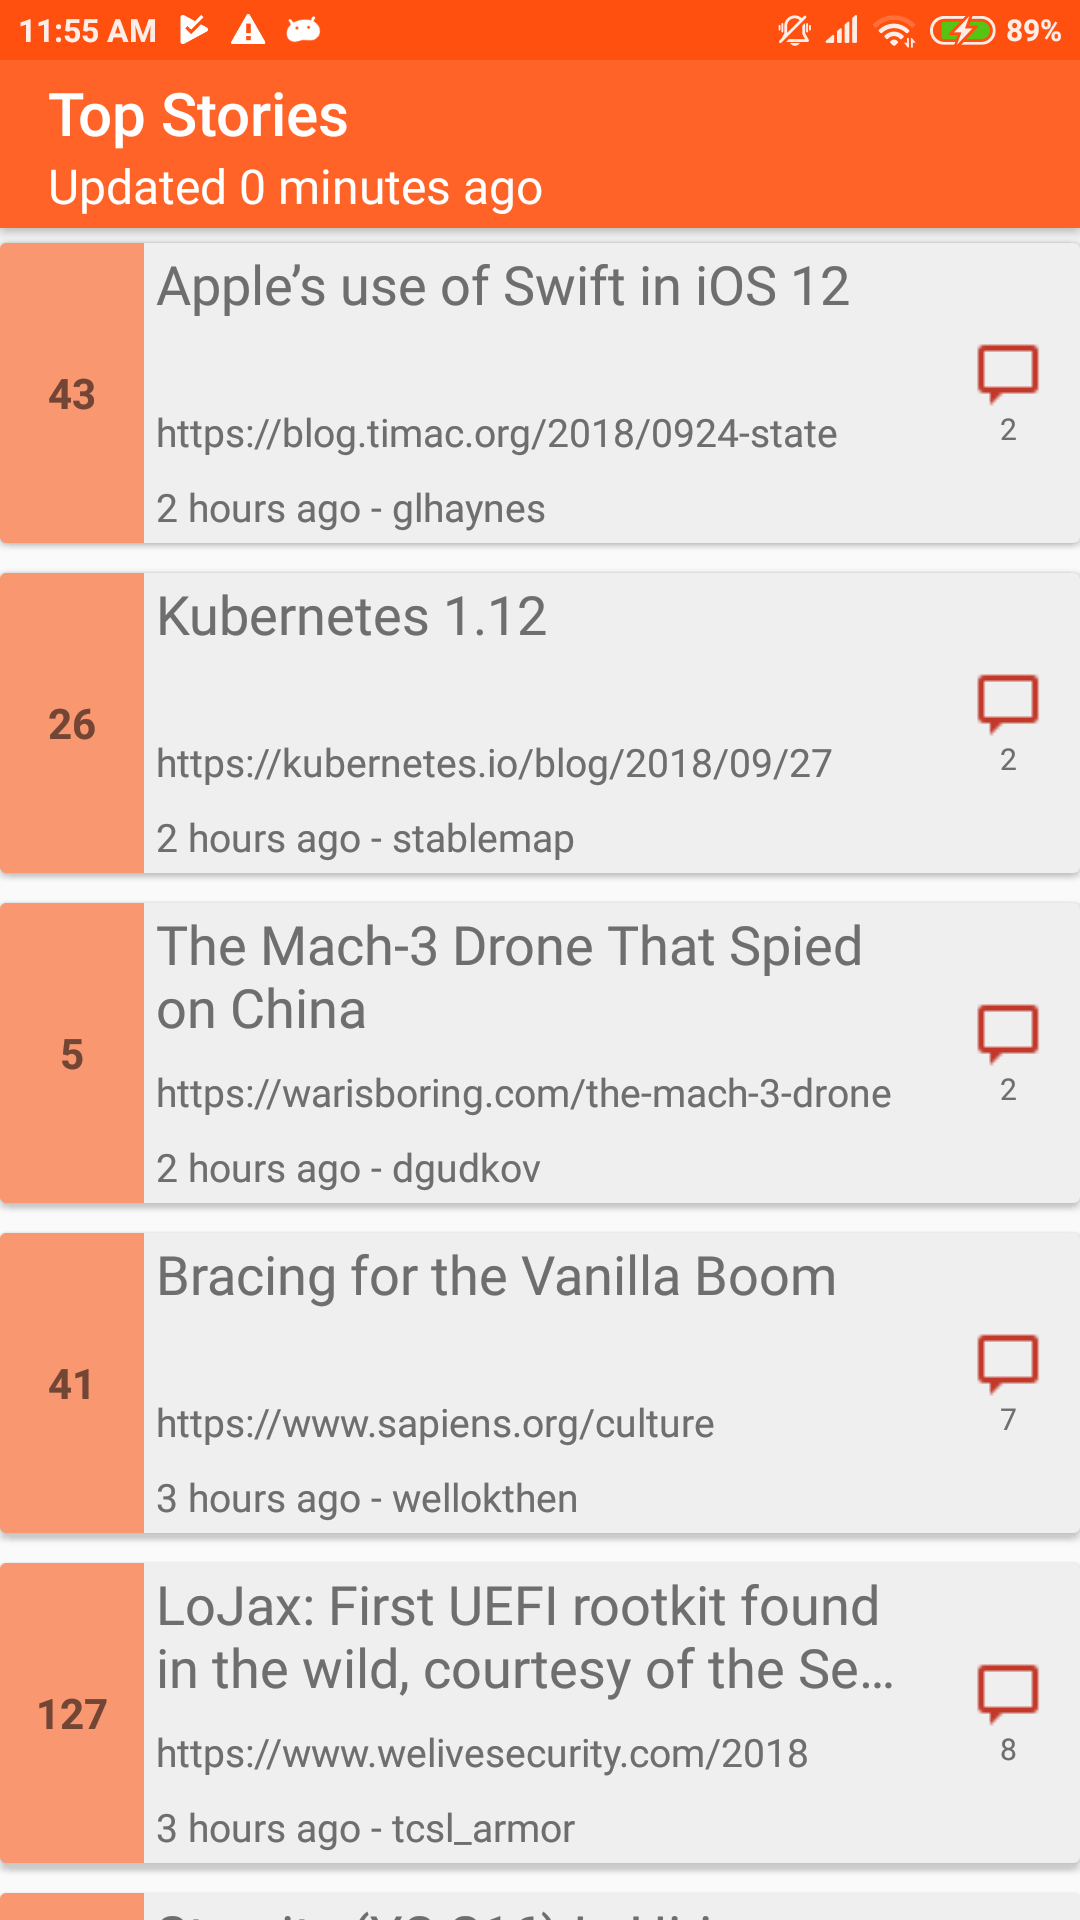 11:55 AM
89%
Top Stories
Updated 0 minutes ago
Apple’s use of Swift in iOS 12
43
2
https://blog.timac.org/2018/0924-state
2 hours ago - glhaynes
Kubernetes 1.12
26
2
https://kubernetes.io/blog/2018/09/27
2 hours ago - stablemap
The Mach-3 Drone That Spied
on China
5
2
https://warisboring.com/the-mach-3-drone
2 hours ago - dgudkov
Bracing for the Vanilla Boom
41
7
https://www.sapiens.org/culture
3 hours ago - wellokthen
LoJax: First UEFI rootkit found
in the wild, courtesy of the Se...
127
8
https://www.welivesecurity.com/2018
3 hours ago - tcsl_armor